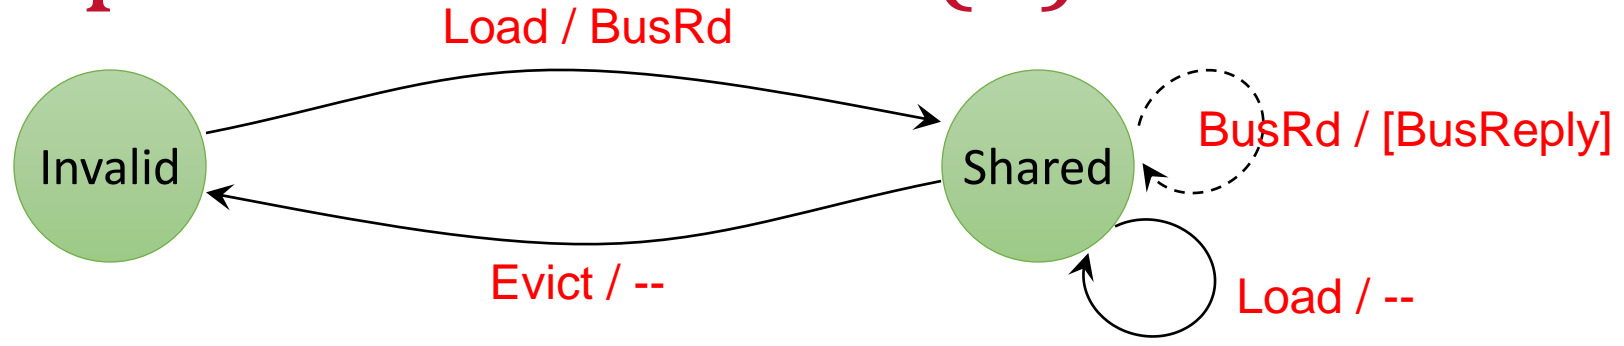 Load / BusRd
Invalid
Shared
BusRd / [BusReply]
Evict / --
Load / --